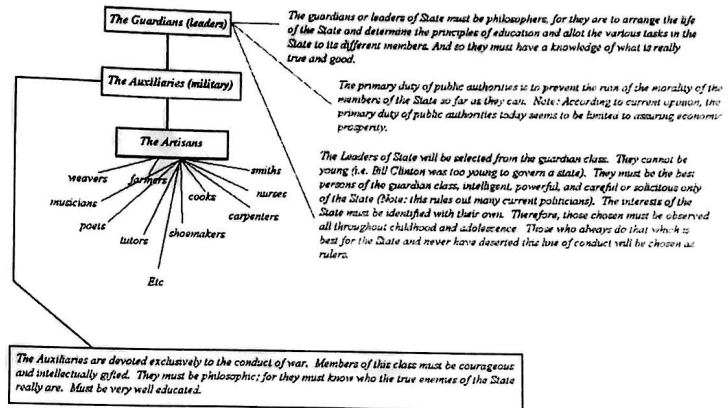 The Guardians (leaders)
The guardians or leaders of State must be philosophers, for they are to arrange the life
of the State and determine the principles of education and allot the various tasks in the
State to its different members. And so they must have a knowledge of what is really
true and good.
The Auxiliaries (military)
The primary duty of public authorities is to prevent the ruin of the morality of the
members of the State so far as they can. Note: According to current opinion, the
primary duty of public authorities today seems to be limited to assuring economic
prosperity.
The Artisans
weavers
farmers
smiths
musicians
cooks
nurses
poets
carpenters
tutors
shoemakers
Etc
The Leaders of State will be selected from the guardian class. They cannot be
young (i.e. Bill Clinton was too young to govern a state). They must be the best
persons of the guardian class, intelligent, powerful, and careful or solicitous only
of the State (Note: this rules out many current politicians). The interests of the
State must be identified with their own. Therefore, those chosen must be observed
all throughout childhood and adolescence. Those who always do that which is
best for the State and never have deserted this line of conduct will be chosen as
rulers.
The Auxiliaries are devoted exclusively to the conduct of war. Members of this class must be courageous
and intellectually gifted. They must be philosophic; for they must know who the true enemies of the State
really are. Must be very well educated.